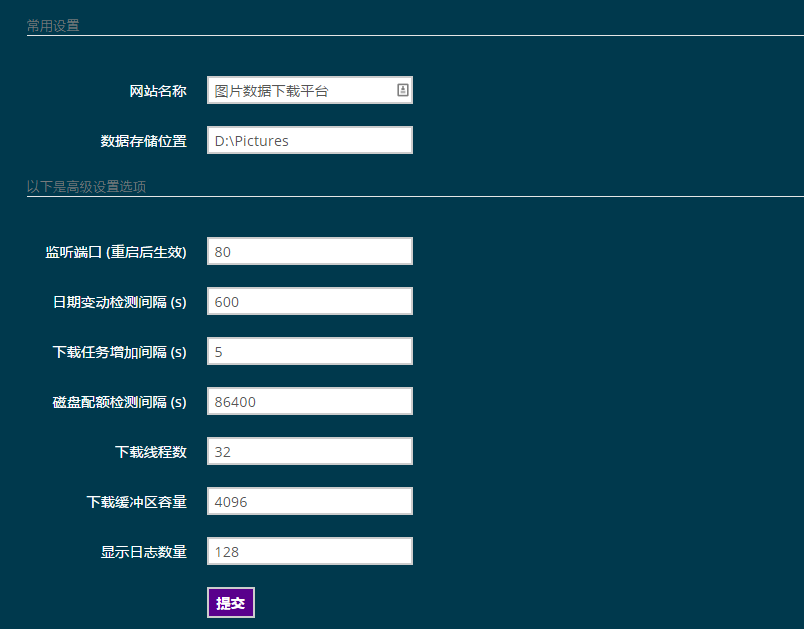 常用设置
网站名称 图片数据下载平台
数据存储位置 D:\Pictures
以下是高级设置选项
监听端口 (重启后生效) 80
日期变动检测间隔 (s) 600
下载任务增加间隔 (s) 5
磁盘配额检测间隔 (s) 86400
下载线程数 32
下载缓冲区容量 4096
显示日志数量 128
提交